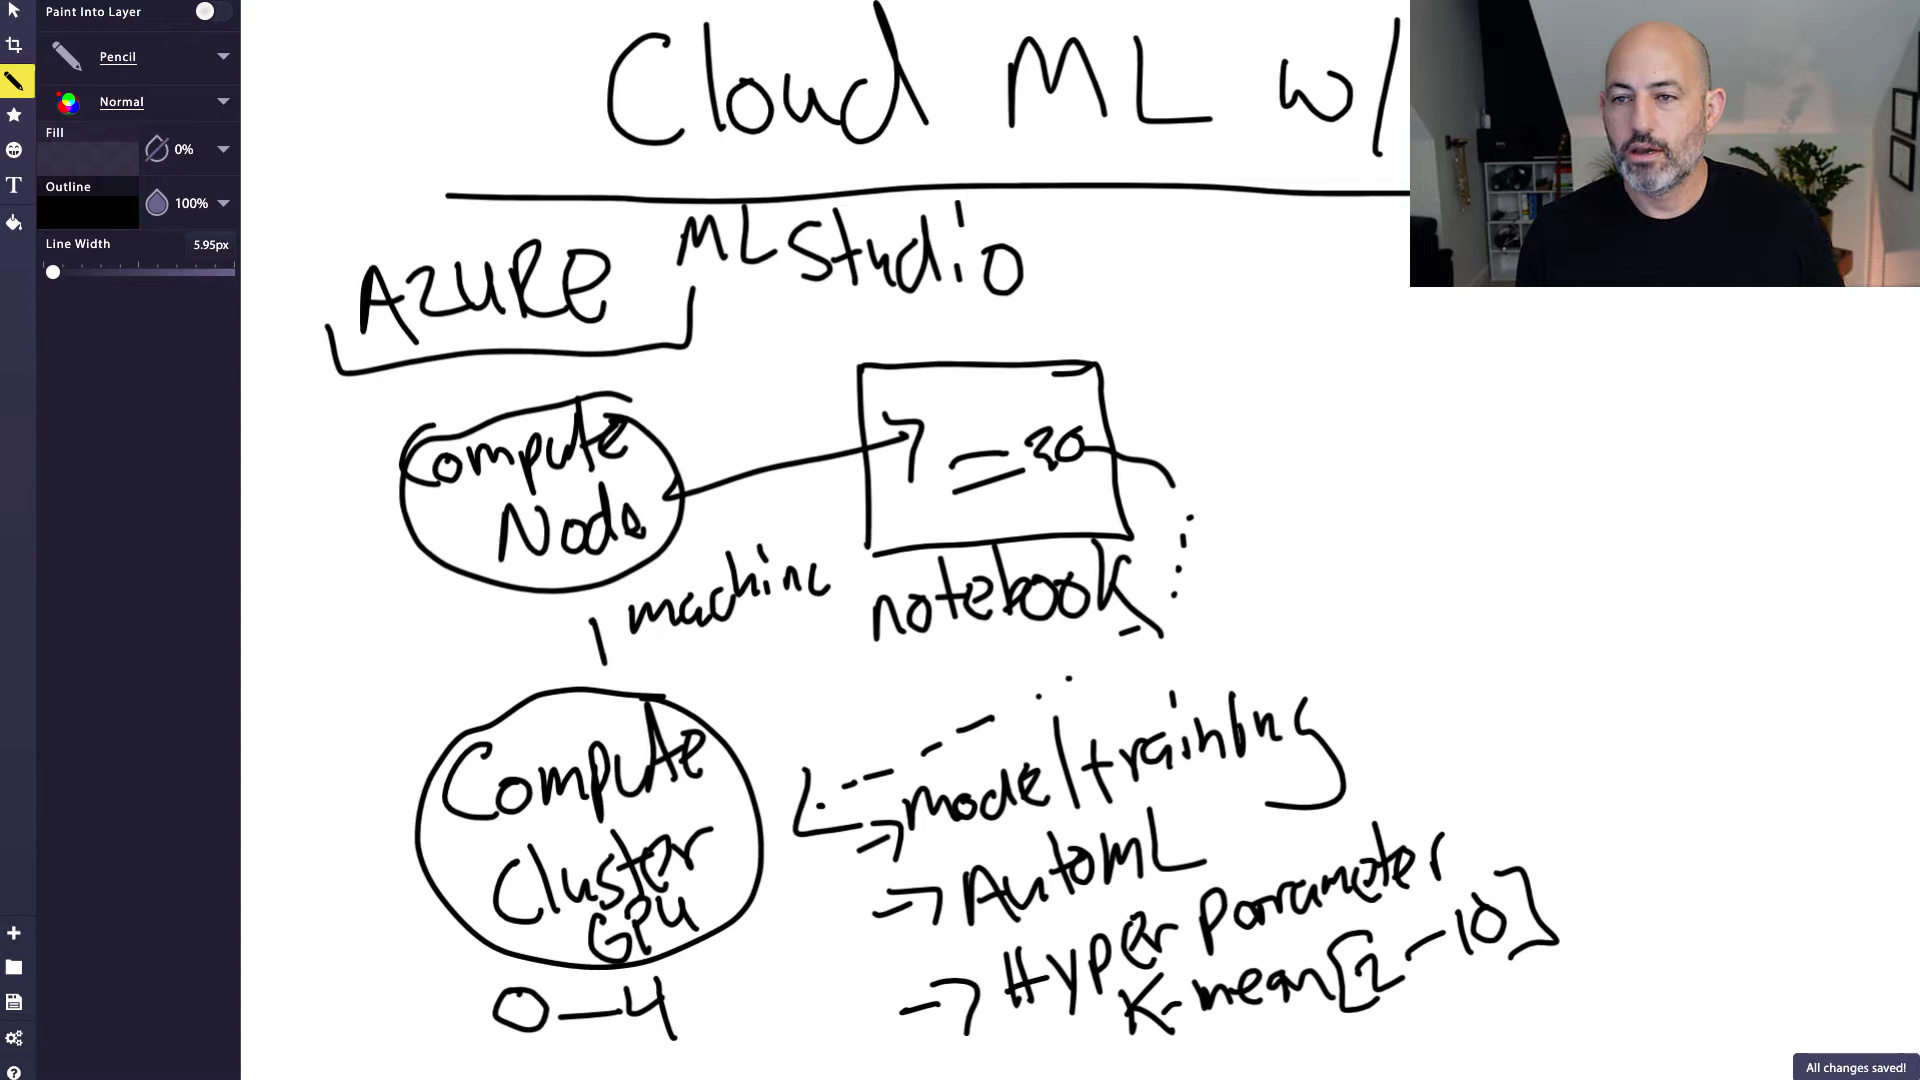 Paint Into Layer
Pencil
Normal
Fill
0%
Outline
100%
Line Width
5.95px
Cloud ML w/
AZURE ML Studio
Compute
Node
1 machine
notebook
Compute
Cluster
GPU
0-4
→ model training
→ AutoML
→ Hyper Parameter
K-mean [2-10]
All changes saved!